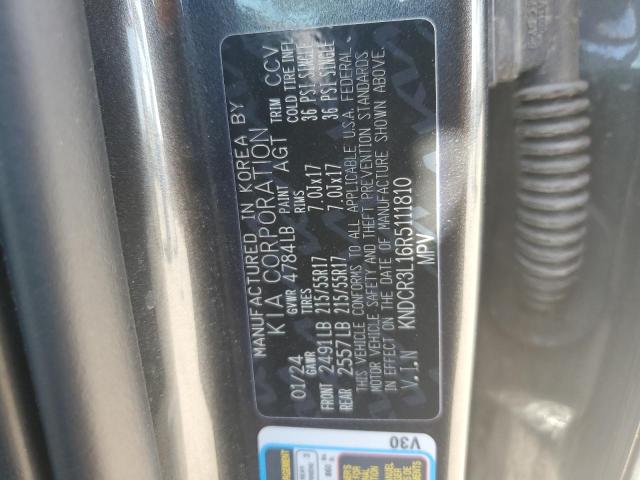 MANUFACTURED IN KOREA BY
KIA CORPORATION
01/24 GVWR 4784LB PAINT AGT TRIM CCV
GAWR TIRES RIMS COLD TIRE INFL
FRONT 2491LB 215/55R17 7.0Jx17 36 PSI SINGLE
REAR 2557LB 215/55R17 7.0Jx17 36 PSI SINGLE
THIS VEHICLE CONFORMS TO ALL APPLICABLE U.S.A. FEDERAL
MOTOR VEHICLE SAFETY AND THEFT PREVENTION STANDARDS
IN EFFECT ON THE DATE OF MANUFACTURE SHOWN ABOVE.
V.I.N KNDCR3L16R5111810
MPV
V30